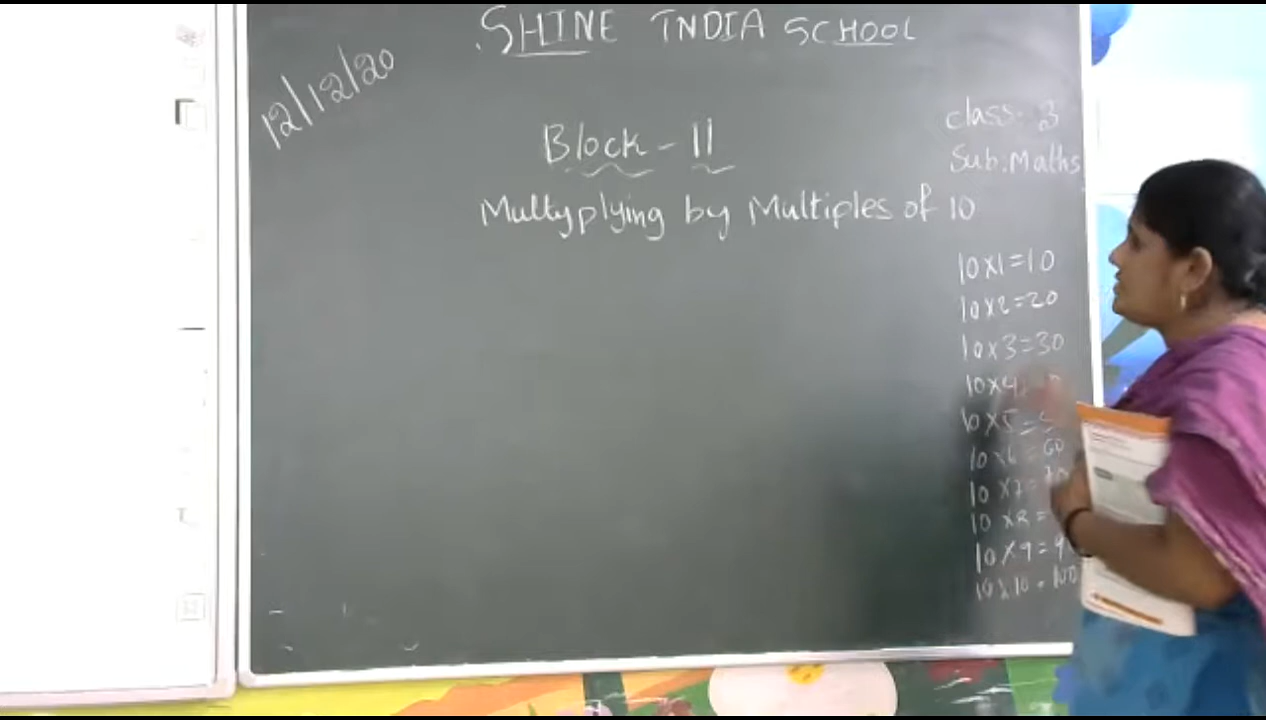 SHINE INDIA SCHOOL
12/12/20
class: 3
Sub: Maths
Block - II
Multyplying by Multiples of 10
10x1=10
10x2=20
10x3=30
10x4
10x5=
10x6=60
10x7=70
10x8=
10x9=9
10x10=100